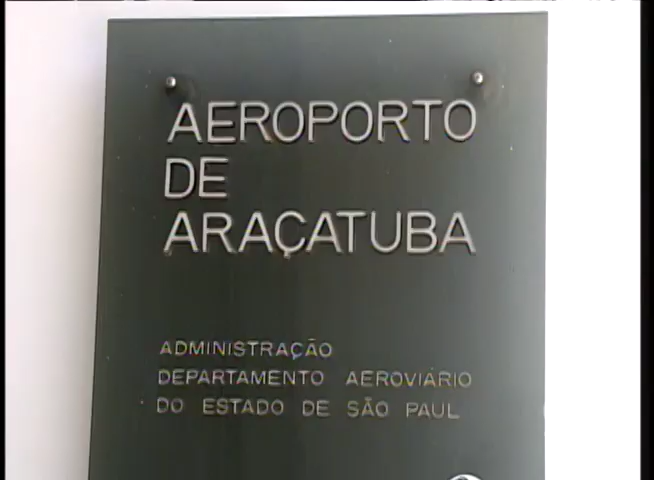 AEROPORTO
DE
ARAÇATUBA
ADMINISTRAÇÃO
DEPARTAMENTO AEROVIÁRIO
DO ESTADO DE SÃO PAUL